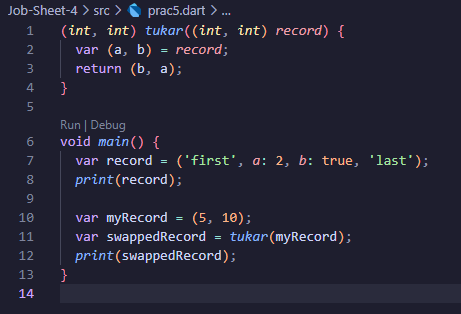 Job-Sheet-4 > src > prac5.dart > ...
1 (int, int) tukar((int, int) record) {
2   var (a, b) = record;
3   return (b, a);
4 }
5
Run | Debug
6 void main() {
7   var record = ('first', a: 2, b: true, 'last');
8   print(record);
9
10   var myRecord = (5, 10);
11   var swappedRecord = tukar(myRecord);
12   print(swappedRecord);
13 }
14